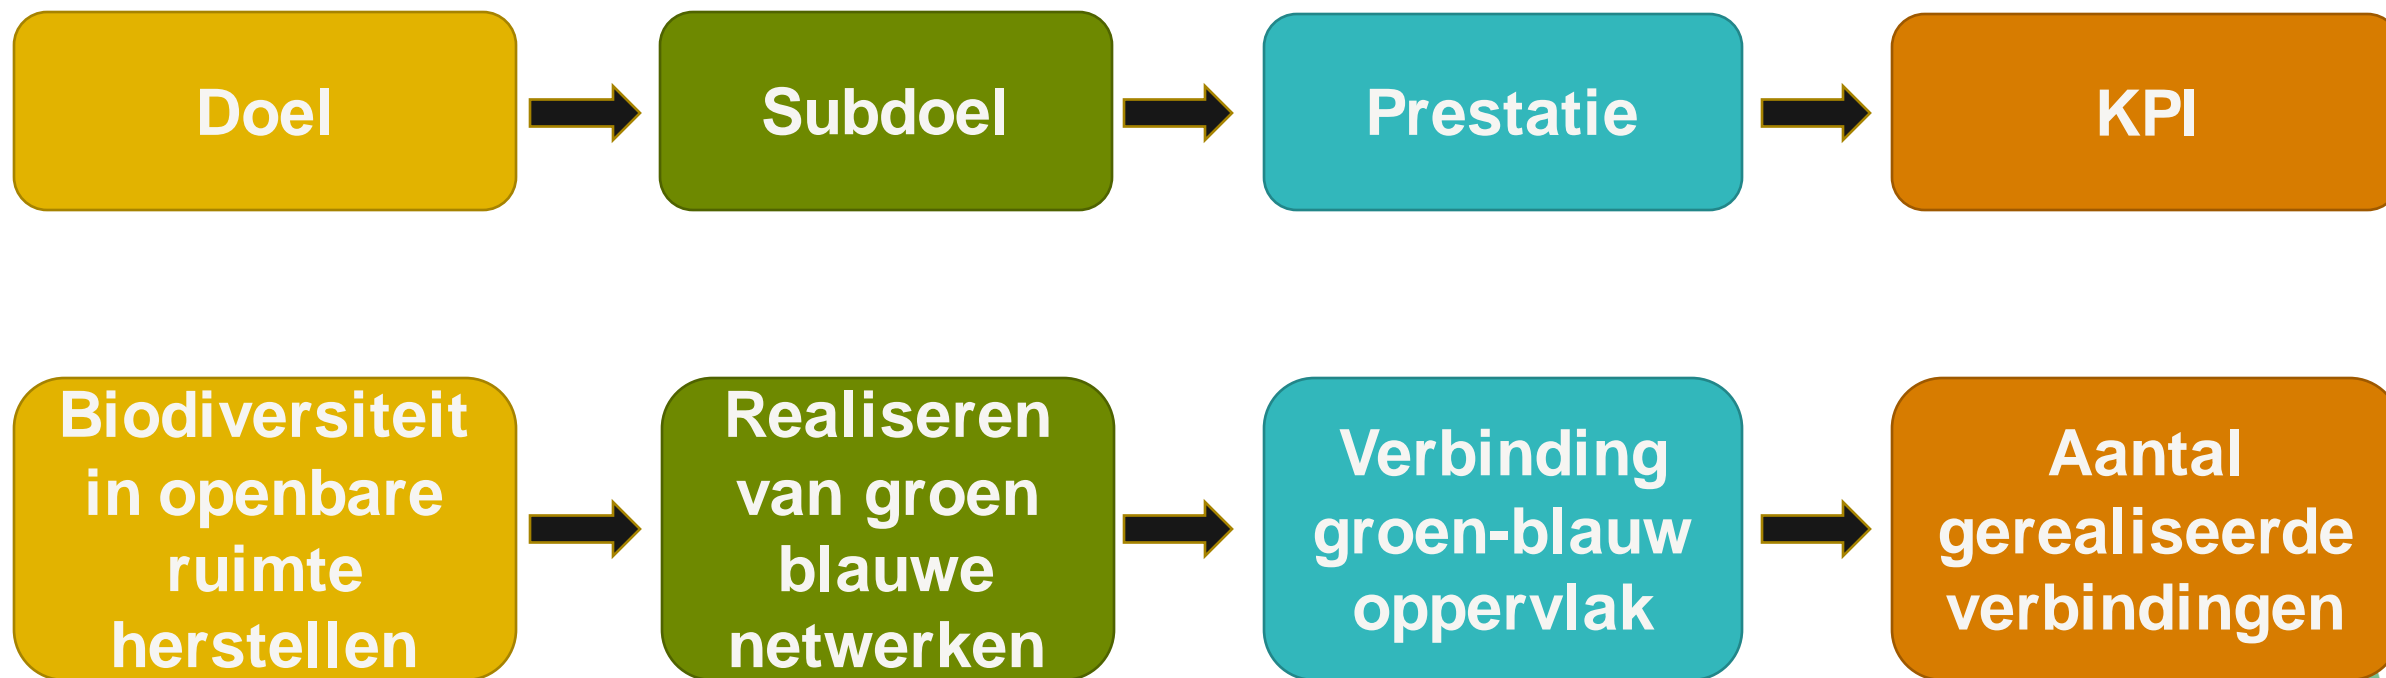 Doel
Subdoel
Prestatie
KPI
Biodiversiteit
in openbare
ruimte
herstellen
Realiseren
van groen
blauwe
netwerken
Verbinding
groen-blauw
oppervlak
Aantal
gerealiseerde
verbindingen